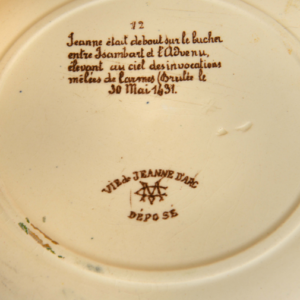 12
Jeanne était debout sur le bucher
entre Isambart et l'Advenu,
élevant au ciel des invocations
mêlées de larmes (Brulée le
30 Mai 1431.
VIE de JEANNE D'ARC
DÉPOSÉ